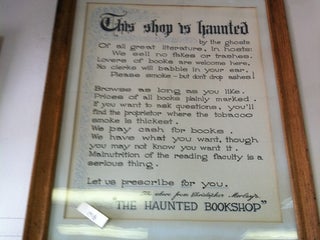 This shop is haunted
by the ghosts
Of all great literature, in hosts:
We sell no fakes or trashes.
Lovers of books are welcome here,
No clerks will babble in your ear,
Please smoke - but don't drop ashes!
Browse as long as you like.
Prices of all books plainly marked.
If you want to ask questions, you'll
find the proprietor where the tobacco
smoke is thickest.
We pay cash for books.
We have what you want, though
you may not know you want it.
Malnutrition of the reading faculty is a
serious thing.
Let us prescribe for you.
The above from Christopher Morley's
"THE HAUNTED BOOKSHOP"